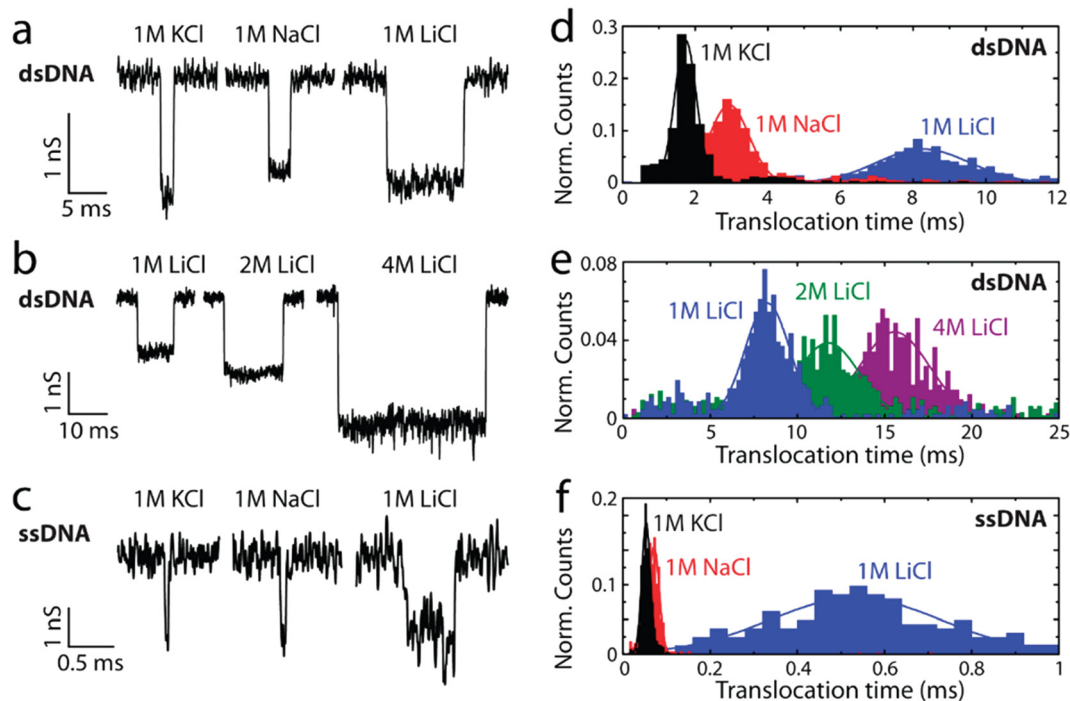 a
1M KCl 1M NaCl 1M LiCl
dsDNA
1 nS
5 ms
b
1M LiCl 2M LiCl 4M LiCl
dsDNA
1 nS
10 ms
c
1M KCl 1M NaCl 1M LiCl
ssDNA
1 nS
0.5 ms
d
0.3
0.2
0.1
0
Norm. Counts
1M KCl
dsDNA
1M NaCl
1M LiCl
0 2 4 6 8 10 12
Translocation time (ms)
e
0.08
0.04
0
Norm. Counts
dsDNA
2M LiCl
1M LiCl
4M LiCl
0 5 10 15 20 25
Translocation time (ms)
f
0.2
0.1
0
Norm. Counts
1M KCl
ssDNA
1M NaCl
1M LiCl
0.2 0.4 0.6 0.8 1
Translocation time (ms)